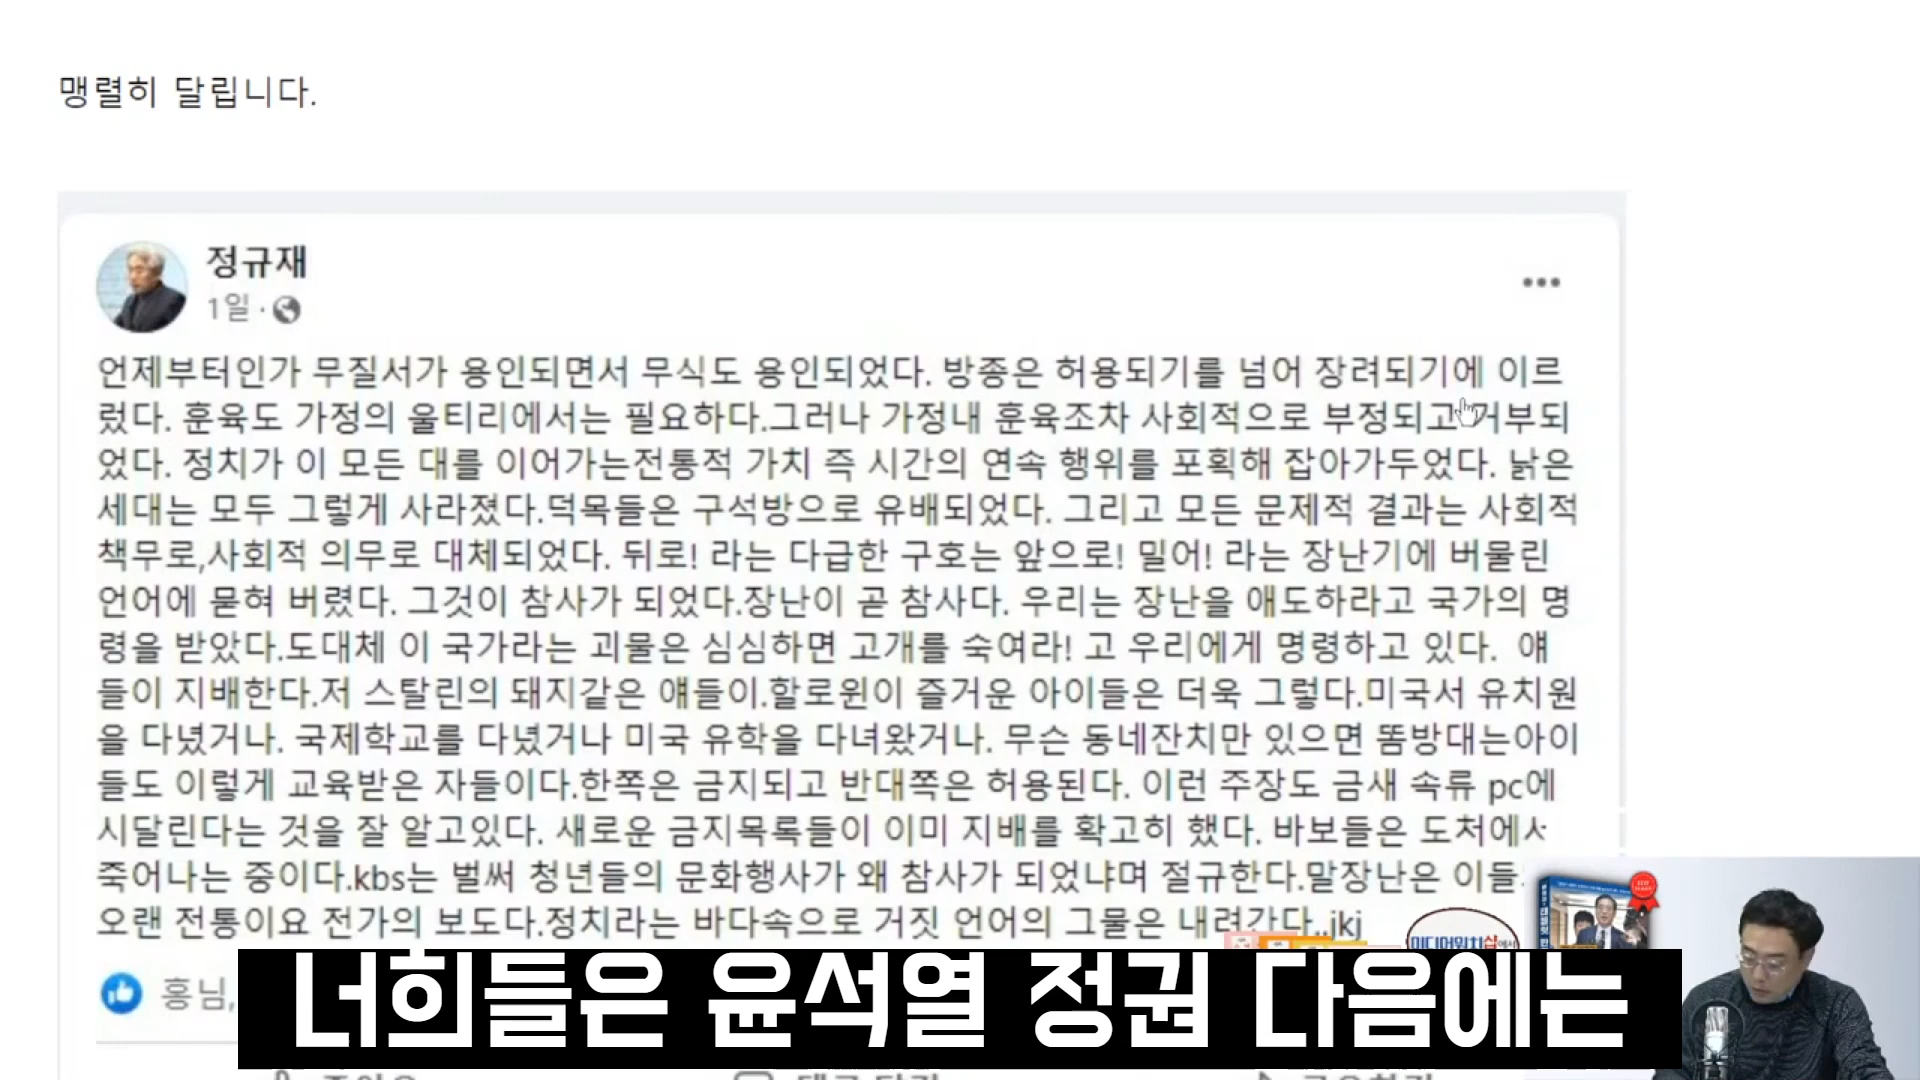 맹렬히 달립니다.
정규재
1일 ·
언제부터인가 무질서가 용인되면서 무식도 용인되었다. 방종은 허용되기를 넘어 장려되기에 이르
렀다. 훈육도 가정의 울티리에서는 필요하다.그러나 가정내 훈육조차 사회적으로 부정되고 거부되
었다. 정치가 이 모든 대를 이어가는전통적 가치 즉 시간의 연속 행위를 포획해 잡아가두었다. 낡은
세대는 모두 그렇게 사라졌다.덕목들은 구석방으로 유배되었다. 그리고 모든 문제적 결과는 사회적
책무로,사회적 의무로 대체되었다. 뒤로! 라는 다급한 구호는 앞으로! 밀어! 라는 장난기에 버물린
언어에 묻혀 버렸다. 그것이 참사가 되었다.장난이 곧 참사다. 우리는 장난을 애도하라고 국가의 명
령을 받았다.도대체 이 국가라는 괴물은 심심하면 고개를 숙여라! 고 우리에게 명령하고 있다. 얘
들이 지배한다.저 스탈린의 돼지같은 얘들이.할로윈이 즐거운 아이들은 더욱 그렇다.미국서 유치원
을 다녔거나. 국제학교를 다녔거나 미국 유학을 다녀왔거나. 무슨 동네잔치만 있으면 똠방대는아이
들도 이렇게 교육받은 자들이다.한쪽은 금지되고 반대쪽은 허용된다. 이런 주장도 금새 속류 pc에
시달린다는 것을 잘 알고있다. 새로운 금지목록들이 이미 지배를 확고히 했다. 바보들은 도처에서
죽어나는 중이다.kbs는 벌써 청년들의 문화행사가 왜 참사가 되었냐며 절규한다.말장난은 이들
오랜 전통이요 전가의 보도다.정치라는 바다속으로 거짓 언어의 그물은 내려간다..jkj
미디어워치샵에서
홍님,
너희들은 윤석열 정권 다음에는